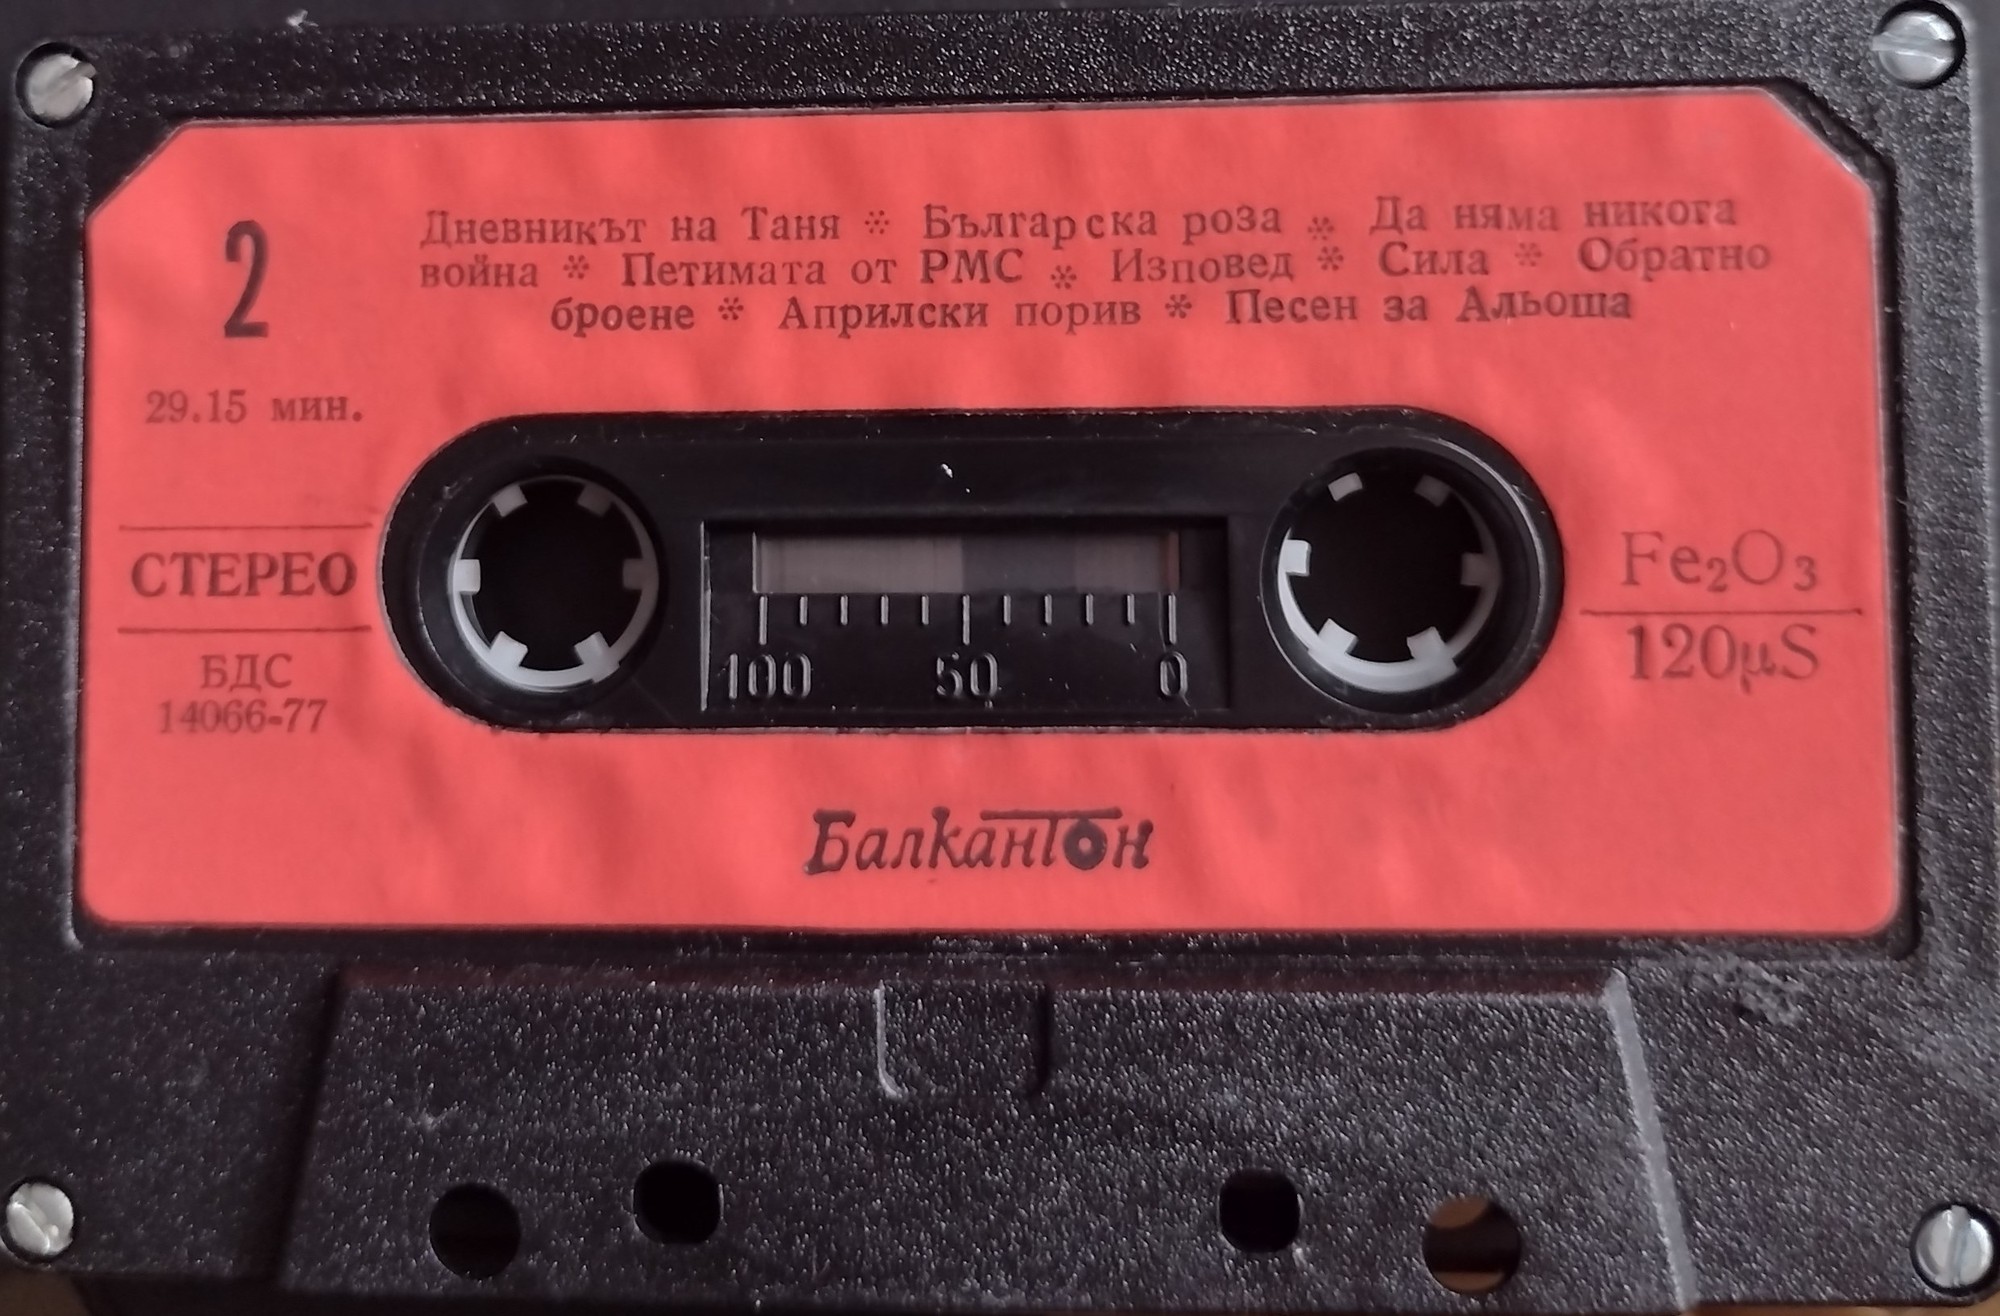 2
Дневникът на Таня * Българска роза * Да няма никога
война * Петимата от РМС * Изповед * Сила * Обратно
броене * Априлски порив * Песен за Альоша
29.15 мин.
СТЕРЕО
БДС
14066-77
100 50 0
Fe₂O₃
120μS
Балкантон